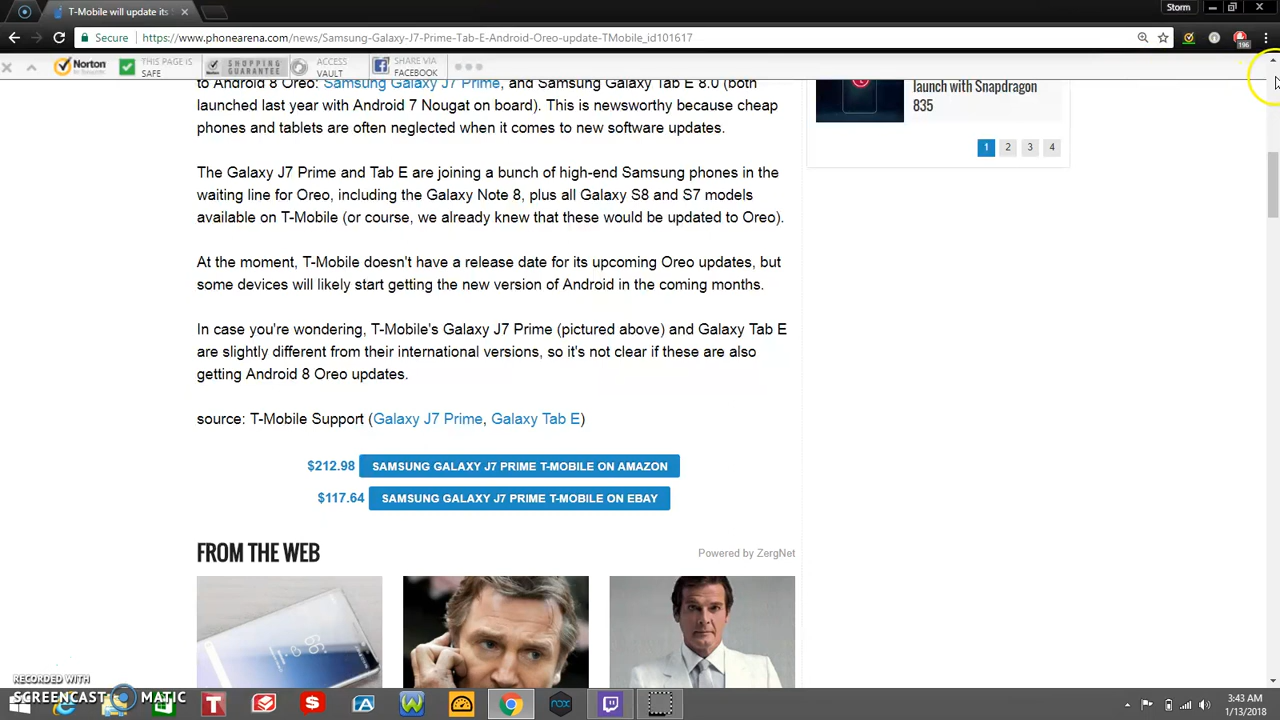 T-Mobile will update its
Storm
Secure
https://www.phonearena.com/news/Samsung-Galaxy-J7-Prime-Tab-E-Android-Oreo-update-TMobile_id101617
196
Norton
by Symantec
THIS PAGE IS
SAFE
SHOPPING
GUARANTEE
ACCESS
VAULT
SHARE VIA
FACEBOOK
to Android 8 Oreo: Samsung Galaxy J7 Prime, and Samsung Galaxy Tab E 8.0 (both
launched last year with Android 7 Nougat on board). This is newsworthy because cheap
phones and tablets are often neglected when it comes to new software updates.
launch with Snapdragon
835
1 2 3 4
The Galaxy J7 Prime and Tab E are joining a bunch of high-end Samsung phones in the
waiting line for Oreo, including the Galaxy Note 8, plus all Galaxy S8 and S7 models
available on T-Mobile (or course, we already knew that these would be updated to Oreo).
At the moment, T-Mobile doesn't have a release date for its upcoming Oreo updates, but
some devices will likely start getting the new version of Android in the coming months.
In case you're wondering, T-Mobile's Galaxy J7 Prime (pictured above) and Galaxy Tab E
are slightly different from their international versions, so it's not clear if these are also
getting Android 8 Oreo updates.
source: T-Mobile Support (Galaxy J7 Prime, Galaxy Tab E)
$212.98 SAMSUNG GALAXY J7 PRIME T-MOBILE ON AMAZON
$117.64 SAMSUNG GALAXY J7 PRIME T-MOBILE ON EBAY
FROM THE WEB
Powered by ZergNet
RECORDED WITH
SCREENCAST MATIC
nox
3:43 AM
1/13/2018